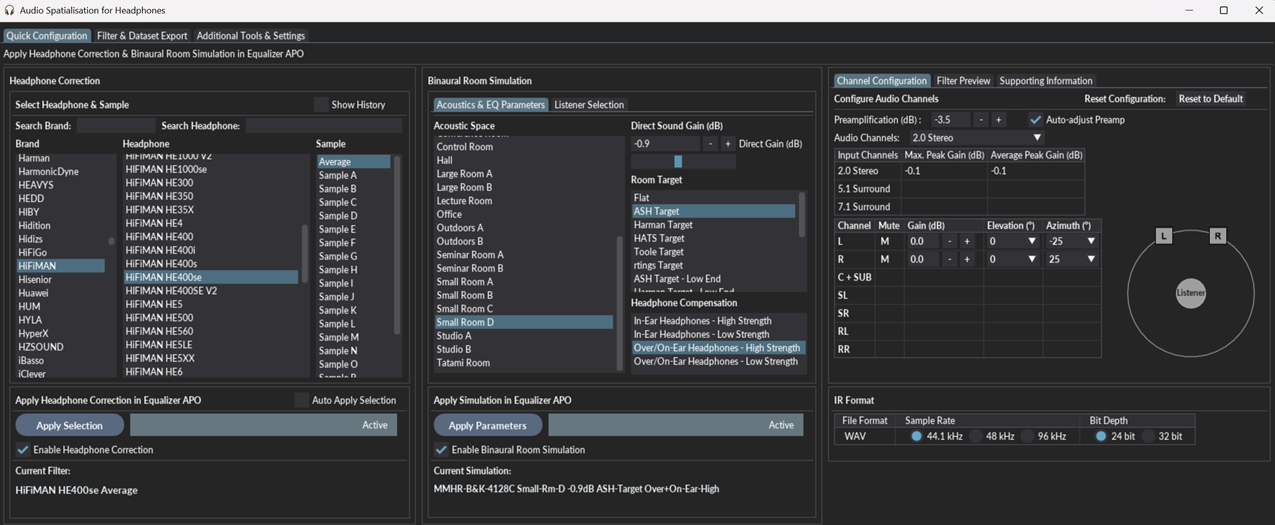 Audio Spatialisation for Headphones
Quick Configuration Filter & Dataset Export Additional Tools & Settings
Apply Headphone Correction & Binaural Room Simulation in Equalizer APO
Headphone Correction
Select Headphone & Sample Show History
Search Brand: Search Headphone:
Brand
Harman
HarmonicDyne
HEAVYS
HEDD
HIBY
Hidition
Hidizs
HiFiGo
HiFiMAN
Hisenior
Huawei
HUM
HYLA
HyperX
HZSOUND
iBasso
iClever
Headphone
HIFIMAN HE1000 V2
HiFiMAN HE1000se
HiFiMAN HE300
HiFiMAN HE350
HiFiMAN HE35X
HiFiMAN HE4
HiFiMAN HE400
HiFiMAN HE400i
HiFiMAN HE400s
HiFiMAN HE400se
HIFIMAN HE400SE V2
HiFiMAN HE5
HiFiMAN HE500
HiFiMAN HE560
HiFiMAN HE5LE
HiFiMAN HE5XX
HiFiMAN HE6
Sample
Average
Sample A
Sample B
Sample C
Sample D
Sample E
Sample F
Sample G
Sample H
Sample I
Sample J
Sample K
Sample L
Sample M
Sample N
Sample O
Apply Headphone Correction in Equalizer APO Auto Apply Selection
Apply Selection Active
Enable Headphone Correction
Current Filter:
HiFiMAN HE400se Average
Binaural Room Simulation
Acoustics & EQ Parameters Listener Selection
Acoustic Space
Control Room
Hall
Large Room A
Large Room B
Lecture Room
Office
Outdoors A
Outdoors B
Seminar Room A
Seminar Room B
Small Room A
Small Room B
Small Room C
Small Room D
Studio A
Studio B
Tatami Room
Direct Sound Gain (dB)
-0.9 - + Direct Gain (dB)
Room Target
Flat
ASH Target
Harman Target
HATS Target
Toole Target
rtings Target
ASH Target - Low End
Harman Target - Low End
Headphone Compensation
In-Ear Headphones - High Strength
In-Ear Headphones - Low Strength
Over/On-Ear Headphones - High Strength
Over/On-Ear Headphones - Low Strength
Apply Simulation in Equalizer APO
Apply Parameters Active
Enable Binaural Room Simulation
Current Simulation:
MMHR-B&K-4128C Small-Rm-D -0.9dB ASH-Target Over+On-Ear-High
Channel Configuration Filter Preview Supporting Information
Configure Audio Channels Reset Configuration: Reset to Default
Preamplification (dB) : -3.5 - + Auto-adjust Preamp
Audio Channels: 2.0 Stereo
Input Channels Max. Peak Gain (dB) Average Peak Gain (dB)
2.0 Stereo -0.1 -0.1
5.1 Surround
7.1 Surround
Channel Mute Gain (dB) Elevation (°) Azimuth (°)
L M 0.0 - + 0 -25
R M 0.0 - + 0 25
C + SUB
SL
SR
RL
RR
L R
Listener
IR Format
File Format Sample Rate Bit Depth
WAV 44.1 kHz 48 kHz 96 kHz 24 bit 32 bit